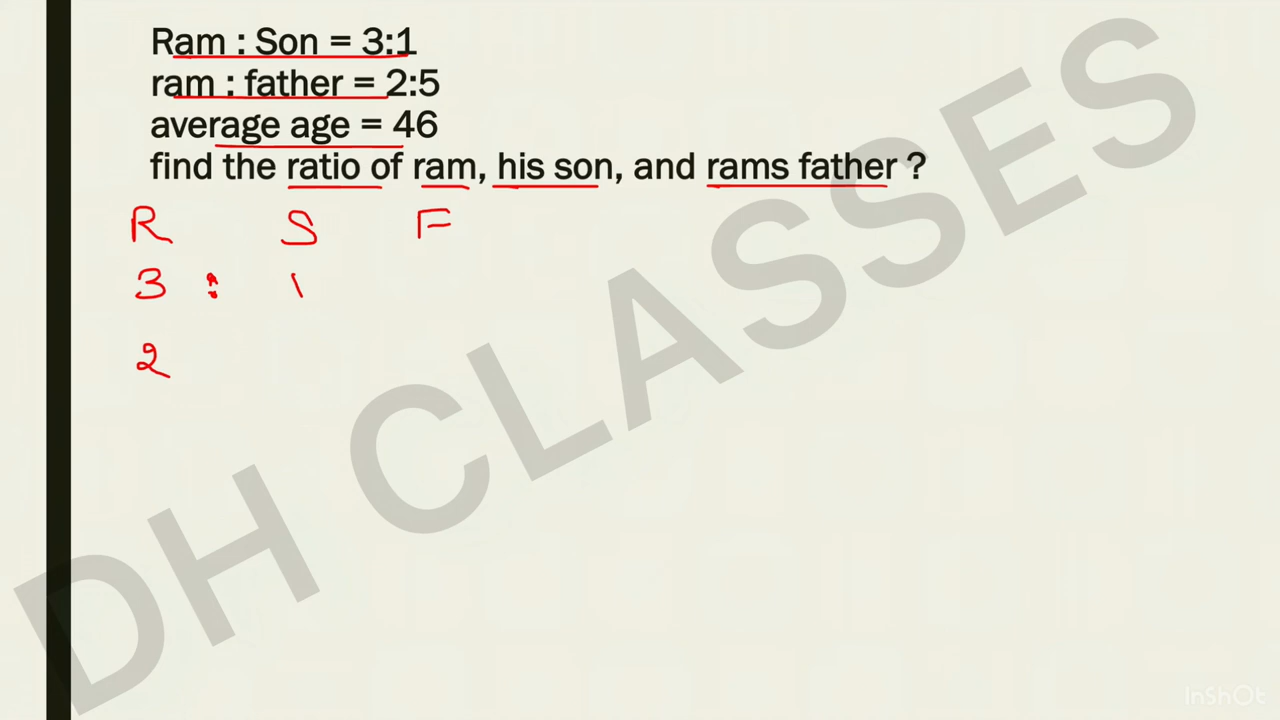 Ram : Son = 3:1
ram : father = 2:5
average age = 46
find the ratio of ram, his son, and rams father ?
R S F
3 : 1
2
DH CLASSES
InShOt